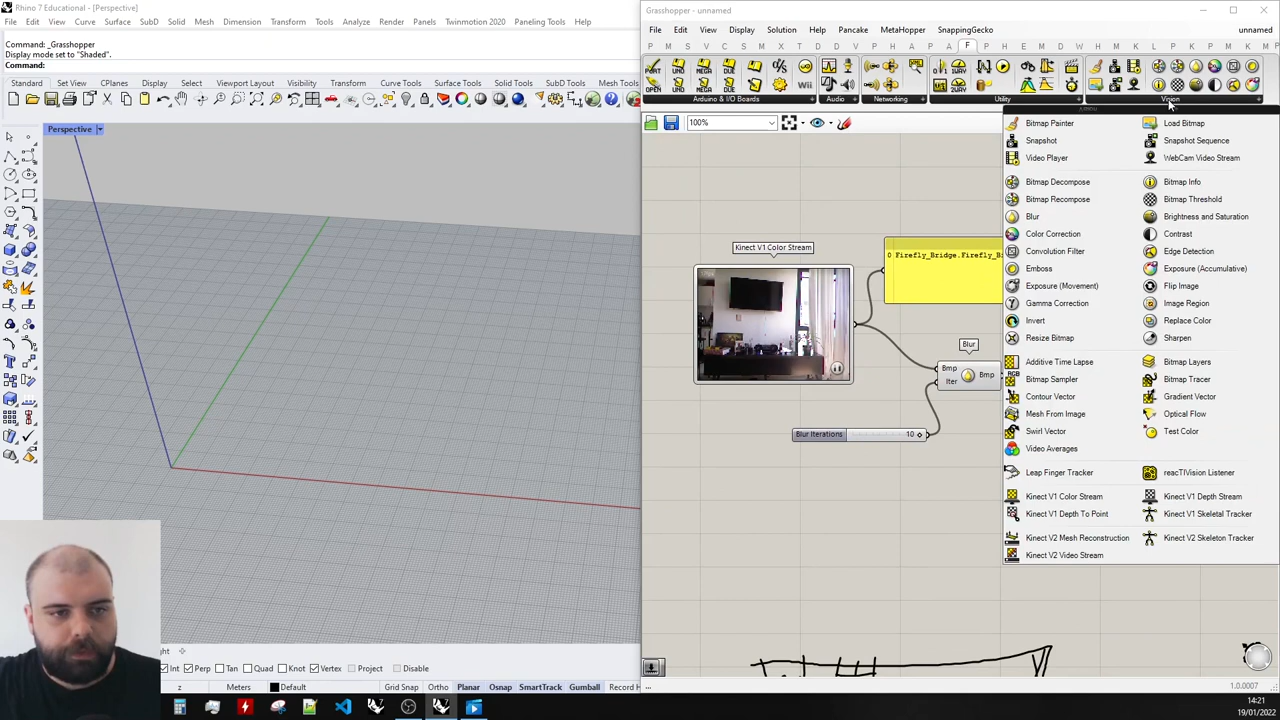 Rhino 7 Educational - [Perspective]
File Edit View Curve Surface SubD Solid Mesh Dimension Transform Tools Analyze Render Panels Twinmotion 2020 Paneling Tools Help
Command: _Grasshopper
Display mode set to "Shaded".
Command:
Standard Set View CPlanes Display Select Viewport Layout Visibility Transform Curve Tools Surface Tools Solid Tools SubD Tools Mesh Tools
Perspective
Int Perp Tan Quad Knot Vertex Project Disable
z Meters Default Grid Snap Ortho Planar Osnap SmartTrack Gumball Record H
Grasshopper - unnamed
File Edit View Display Solution Help Pancake MetaHopper SnappingGecko unnamed
P M S V C S M I T D A V P H W L P A F P H E M D L T P B M K
Arduino & I/O Boards Audio Networking Utility Vision
100%
Kinect V1 Color Stream
0 Firefly_Bridge.Firefly_B
Blur
Bmp Bmp
Iter
Blur Iterations 10
Bitmap Painter Load Bitmap
Snapshot Snapshot Sequence
Video Player WebCam Video Stream
Bitmap Decompose Bitmap Info
Bitmap Recompose Bitmap Threshold
Blur Brightness and Saturation
Color Correction Contrast
Convolution Filter Edge Detection
Emboss Exposure (Accumulative)
Exposure (Movement) Flip Image
Gamma Correction Image Region
Invert Replace Color
Resize Bitmap Sharpen
Additive Time Lapse Bitmap Layers
Bitmap Sampler Bitmap Tracer
Contour Vector Gradient Vector
Mesh From Image Optical Flow
Swirl Vector Test Color
Video Averages
Leap Finger Tracker reacTIVision Listener
Kinect V1 Color Stream Kinect V1 Depth Stream
Kinect V1 Depth To Point Kinect V1 Skeletal Tracker
Kinect V2 Mesh Reconstruction Kinect V2 Skeleton Tracker
Kinect V2 Video Stream
1.0.0007
14:21
19/01/2022